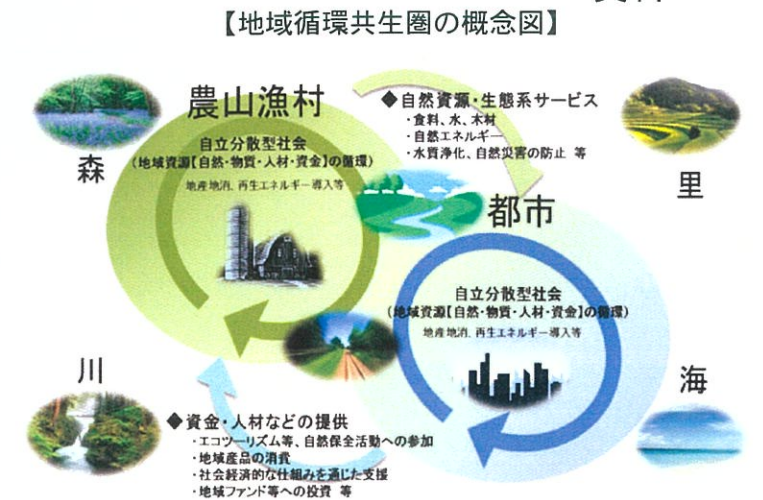 【地域循環共生圏の概念図】
農山漁村
◆自然資源・生態系サービス
・食料、水、木材
・自然エネルギー
・水質浄化、自然災害の防止 等
自立分散型社会
(地域資源【自然・物質・人材・資金】の循環)
地産地消、再生エネルギー導入等
森
里
都市
自立分散型社会
(地域資源【自然・物質・人材・資金】の循環)
地産地消、再生エネルギー導入等
川
海
◆資金・人材などの提供
・エコツーリズム等、自然保全活動への参加
・地域産品の消費
・社会経済的な仕組みを通じた支援
・地域ファンド等への投資 等